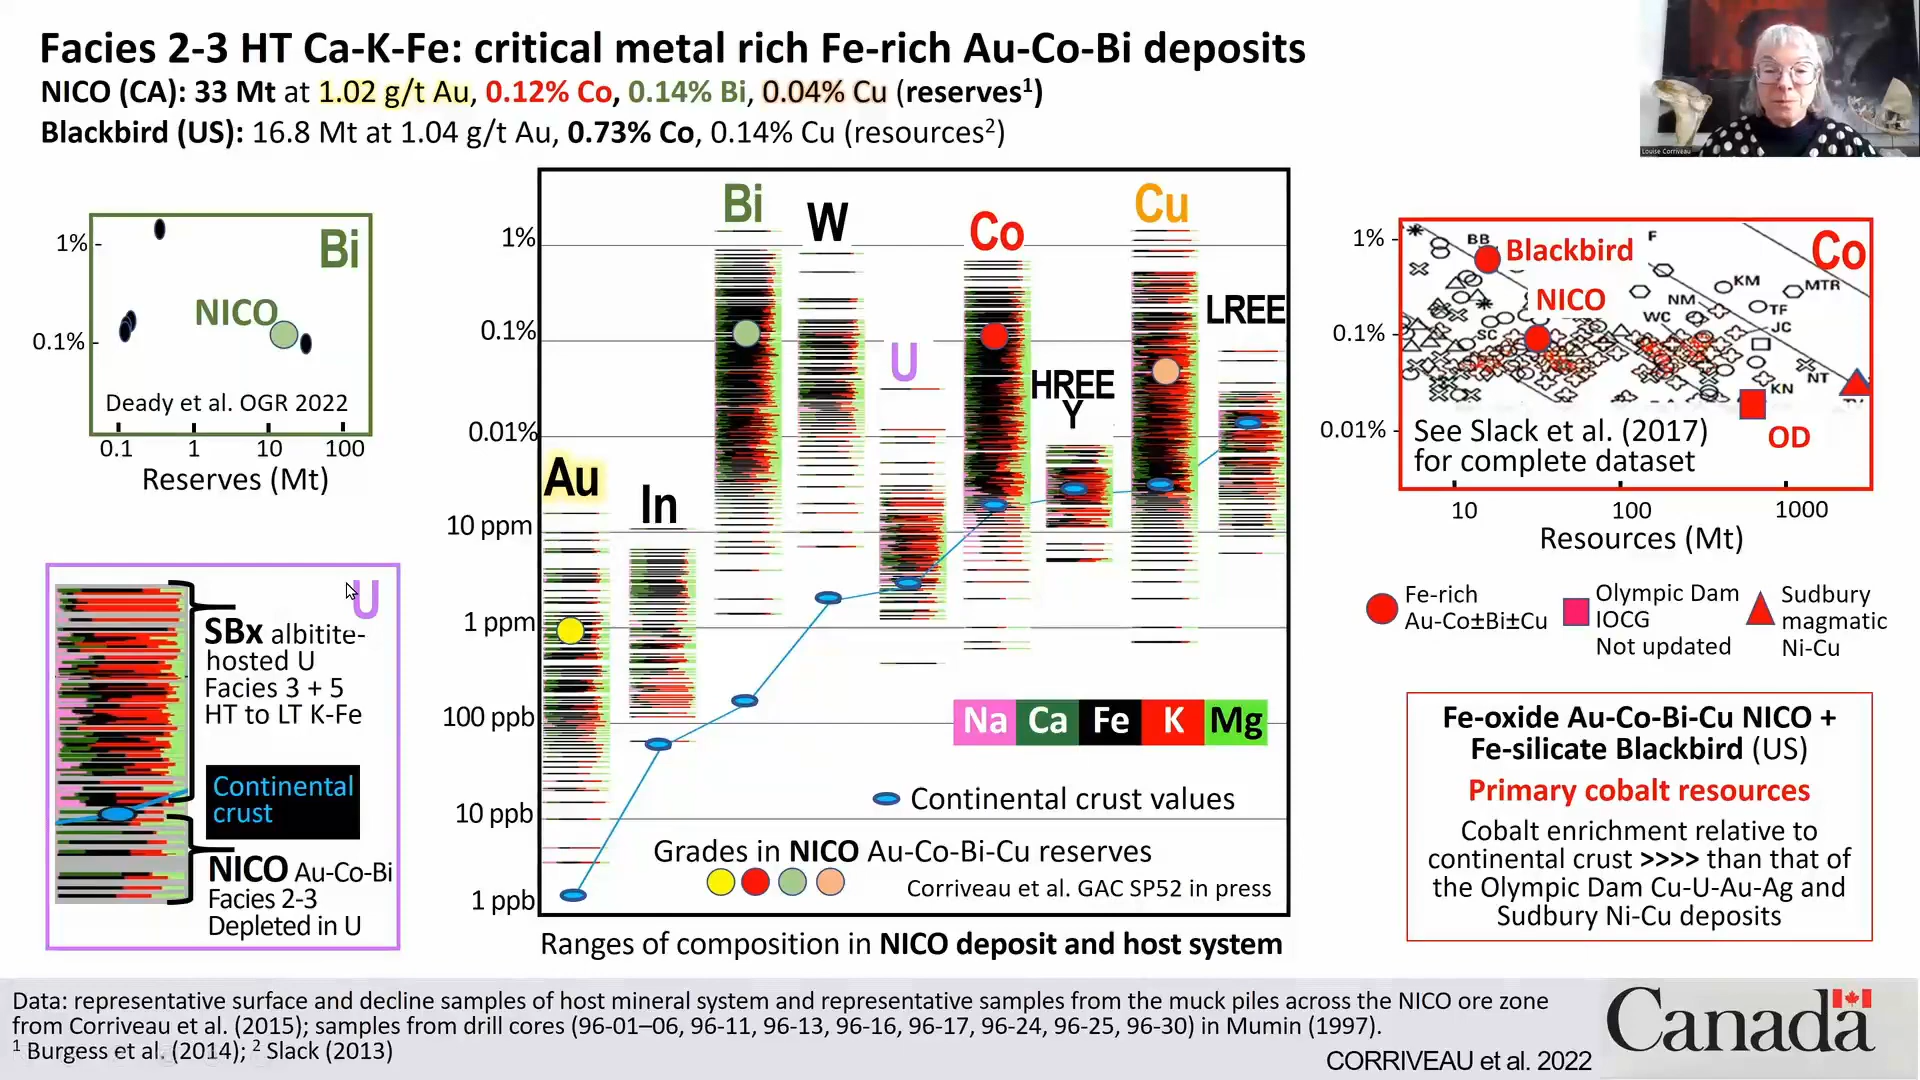 Facies 2-3 HT Ca-K-Fe: critical metal rich Fe-rich Au-Co-Bi deposits
NICO (CA): 33 Mt at 1.02 g/t Au, 0.12% Co, 0.14% Bi, 0.04% Cu (reserves¹)
Blackbird (US): 16.8 Mt at 1.04 g/t Au, 0.73% Co, 0.14% Cu (resources²)
Louise Corriveau
1%
0.1%
Bi
NICO
Deady et al. OGR 2022
0.1 1 10 100
Reserves (Mt)
U
SBx albitite-
hosted U
Facies 3 + 5
HT to LT K-Fe
Continental
crust
NICO Au-Co-Bi
Facies 2-3
Depleted in U
1%
0.1%
0.01%
10 ppm
1 ppm
100 ppb
10 ppb
1 ppb
Au
In
Bi
W
U
Co
HREE
Y
Cu
LREE
Na Ca Fe K Mg
Continental crust values
Grades in NICO Au-Co-Bi-Cu reserves
Corriveau et al. GAC SP52 in press
Ranges of composition in NICO deposit and host system
1%
0.1%
0.01%
Co
BB
Blackbird
F
NICO
KM
MTR
NM
TF
WC
JC
SC
KN
NT
OD
See Slack et al. (2017)
for complete dataset
10 100 1000
Resources (Mt)
Fe-rich
Au-Co±Bi±Cu
Olympic Dam
IOCG
Not updated
Sudbury
magmatic
Ni-Cu
Fe-oxide Au-Co-Bi-Cu NICO +
Fe-silicate Blackbird (US)
Primary cobalt resources
Cobalt enrichment relative to
continental crust >>>> than that of
the Olympic Dam Cu-U-Au-Ag and
Sudbury Ni-Cu deposits
Data: representative surface and decline samples of host mineral system and representative samples from the muck piles across the NICO ore zone
from Corriveau et al. (2015); samples from drill cores (96-01–06, 96-11, 96-13, 96-16, 96-17, 96-24, 96-25, 96-30) in Mumin (1997).
¹ Burgess et al. (2014); ² Slack (2013)
CORRIVEAU et al. 2022
Canada